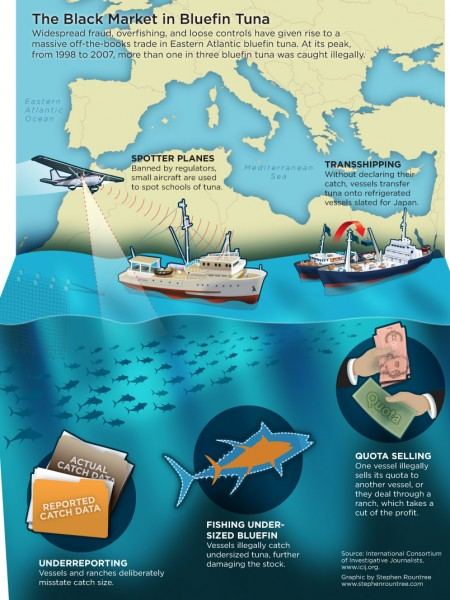 The Black Market in Bluefin Tuna
Widespread fraud, overfishing, and loose controls have given rise to a
massive off-the-books trade in Eastern Atlantic bluefin tuna. At its peak,
from 1998 to 2007, more than one in three bluefin tuna was caught illegally.
Eastern
Atlantic
Ocean
SPOTTER PLANES
Banned by regulators,
small aircraft are used
to spot schools of tuna.
Mediterranean
Sea
TRANSSHIPPING
Without declaring their
catch, vessels transfer
tuna onto refrigerated
vessels slated for Japan.
Quota
QUOTA SELLING
One vessel illegally
sells its quota to
another vessel, or
they deal through a
ranch, which takes a
cut of the profit.
ACTUAL
CATCH DATA
REPORTED
CATCH DATA
UNDERREPORTING
Vessels and ranches deliberately
misstate catch size.
FISHING UNDER-
SIZED BLUEFIN
Vessels illegally catch
undersized tuna, further
damaging the stock.
Source: International Consortium
of Investigative Journalists,
www.icij.org.
Graphic by Stephen Rountree
www.stephenrountree.com